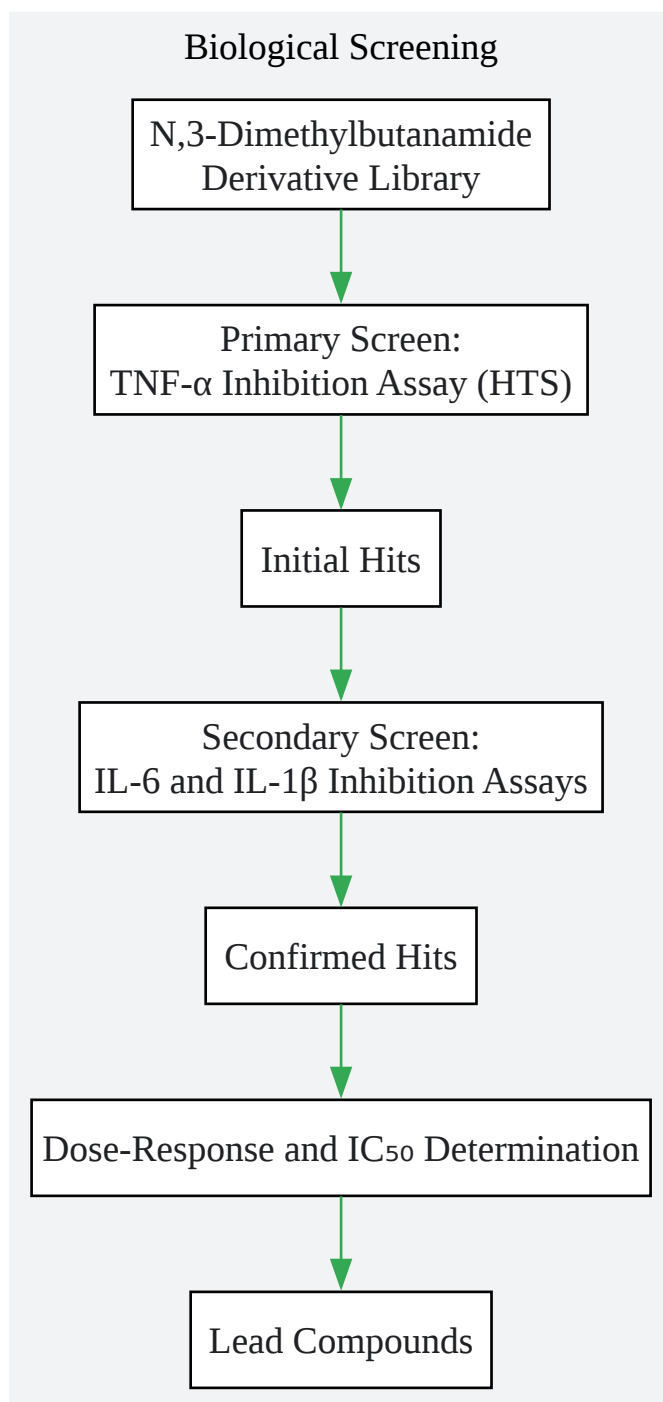 Biological Screening
N,3-Dimethylbutanamide
Derivative Library
Primary Screen:
TNF-α Inhibition Assay (HTS)
Initial Hits
Secondary Screen:
IL-6 and IL-1β Inhibition Assays
Confirmed Hits
Dose-Response and IC₅₀ Determination
Lead Compounds